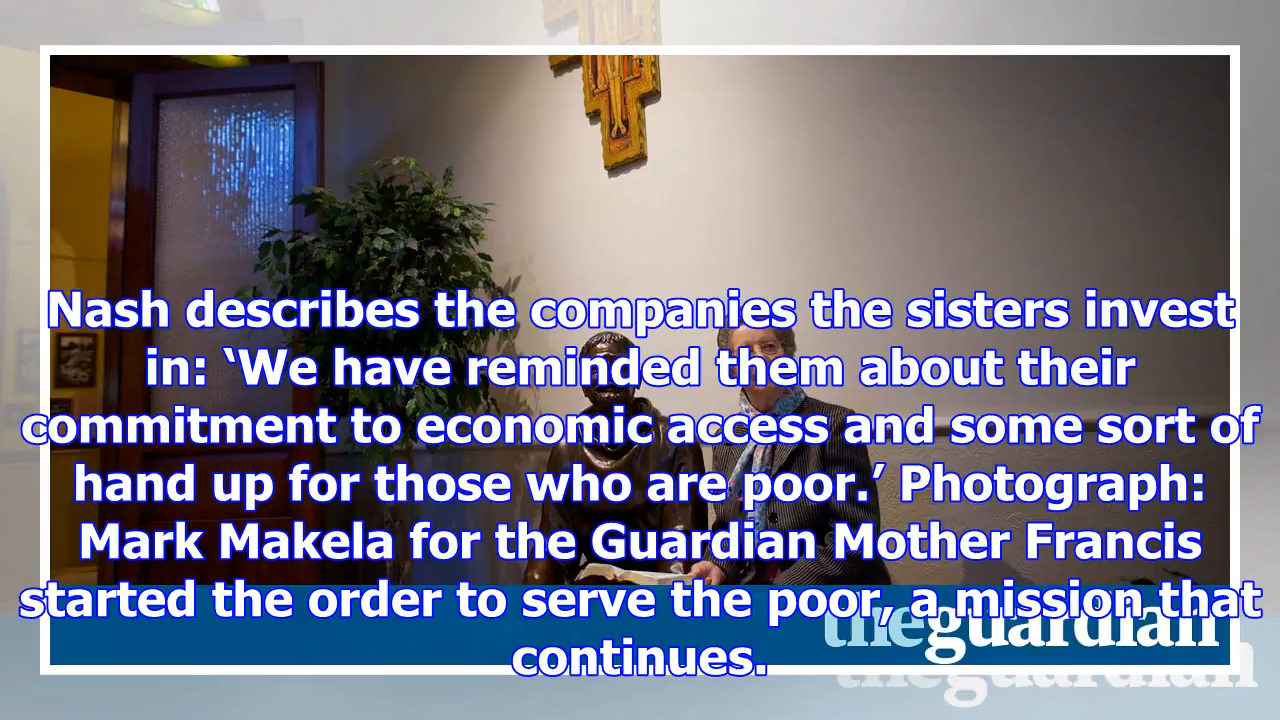 Nash describes the companies the sisters invest
in: ‘We have reminded them about their
commitment to economic access and some sort of
hand up for those who are poor.’ Photograph:
Mark Makela for the Guardian Mother Francis
started the order to serve the poor, a mission that
continues.
theguardian
theguardian